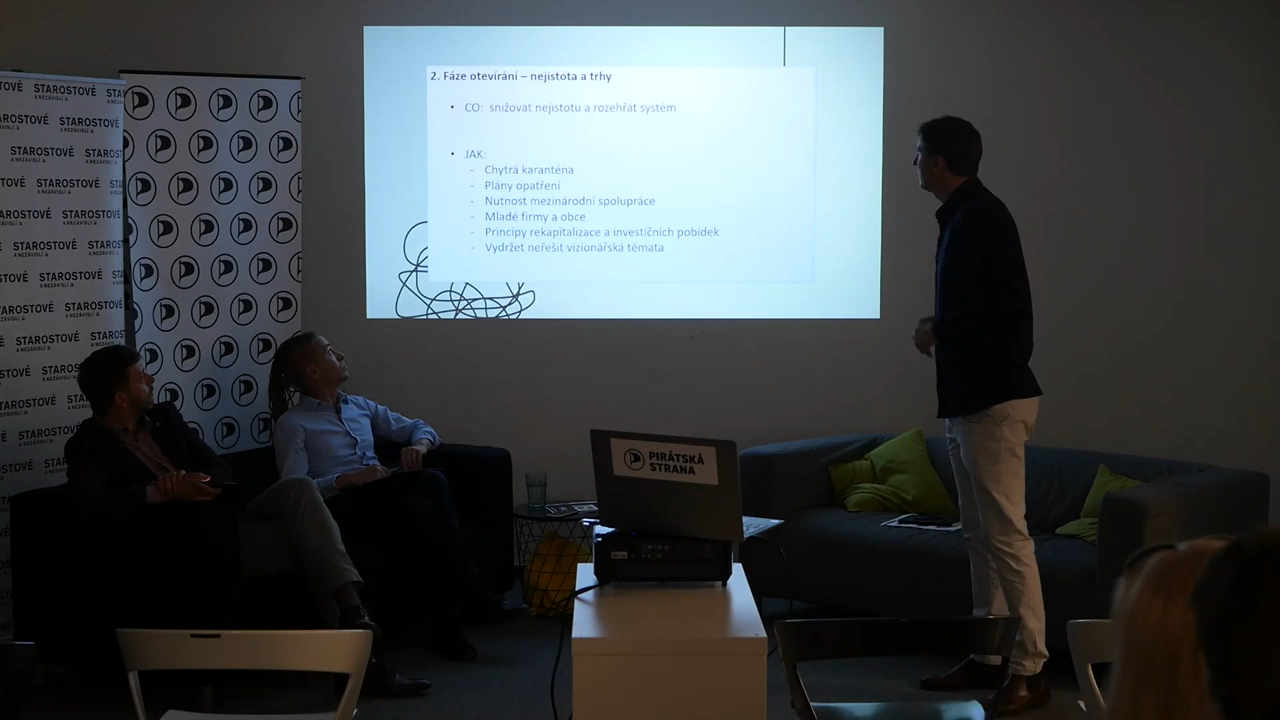 2. Fáze otevírání – nejistota a trhy
• CO: snižovat nejistotu a rozehřát systém
• JAK:
- Chytrá karanténa
- Plány opatření
- Nutnost mezinárodní spolupráce
- Mladé firmy a obce
- Principy rekapitalizace a investičních pobídek
- Vydržet neřešit vizionářská témata
STAROSTOVÉ
A NEZÁVISLÍ
PIRÁTSKÁ
STRANA